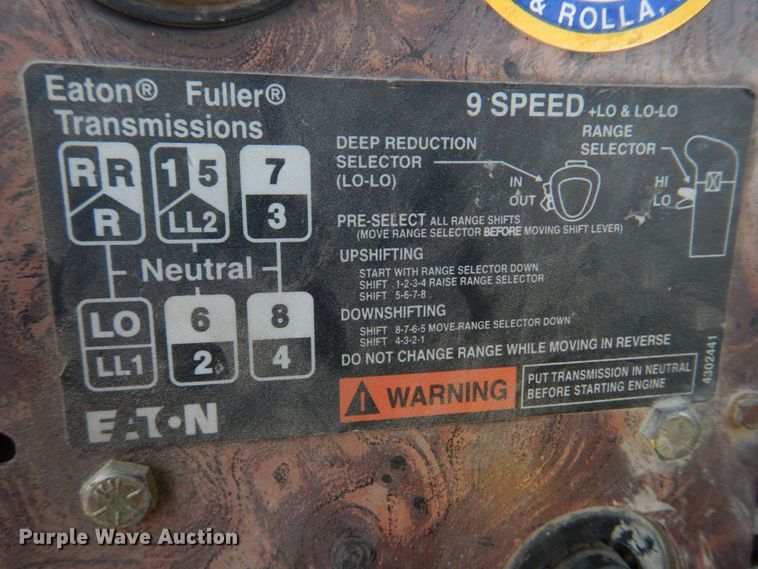 & ROLLA,
Eaton® Fuller®
Transmissions
9 SPEED +LO & LO-LO
DEEP REDUCTION
SELECTOR
(LO-LO)
RANGE
SELECTOR
IN
OUT
HI
LO
R R 1 5 7
R LL2 3
Neutral
LO 6 8
LL1 2 4
PRE-SELECT ALL RANGE SHIFTS
(MOVE RANGE SELECTOR BEFORE MOVING SHIFT LEVER)
UPSHIFTING
START WITH RANGE SELECTOR DOWN
SHIFT 1-2-3-4 RAISE RANGE SELECTOR
SHIFT 5-6-7-8
DOWNSHIFTING
SHIFT 8-7-6-5 MOVE RANGE SELECTOR DOWN
SHIFT 4-3-2-1
DO NOT CHANGE RANGE WHILE MOVING IN REVERSE
WARNING
PUT TRANSMISSION IN NEUTRAL
BEFORE STARTING ENGINE
4302441
EATON
Purple Wave Auction
Purple Wave Auction